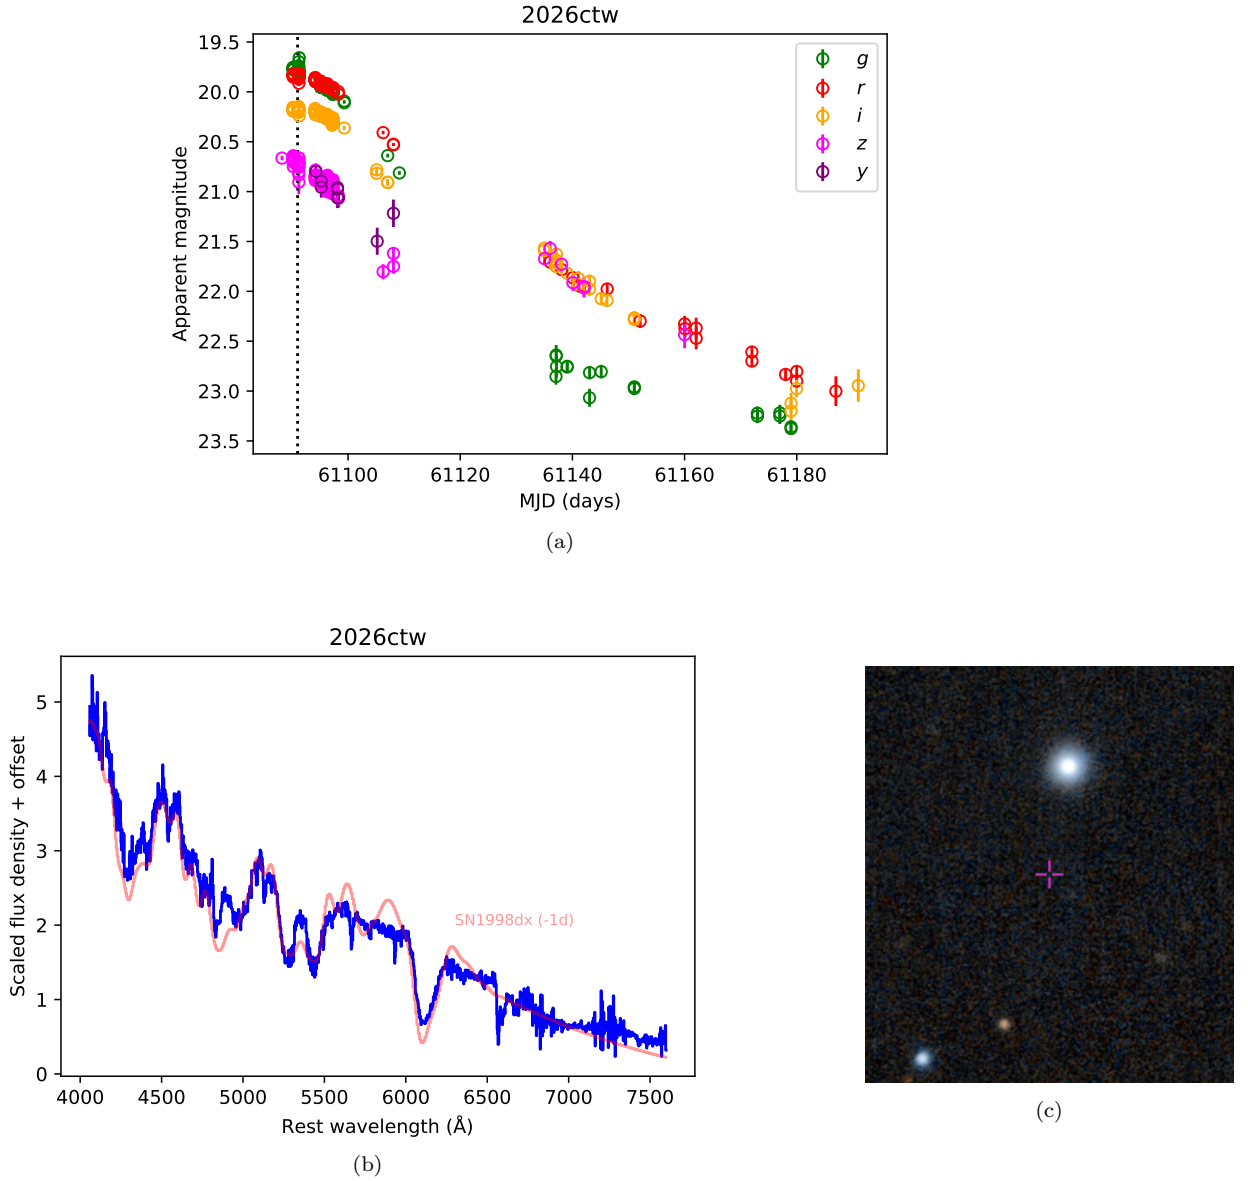 2026ctw
19.5
20.0
20.5
21.0
21.5
22.0
22.5
23.0
23.5
Apparent magnitude
g
r
i
z
y
61100 61120 61140 61160 61180
MJD (days)
(a)
2026ctw
5
4
3
2
1
0
Scaled flux density + offset
SN1998dx (-1d)
4000 4500 5000 5500 6000 6500 7000 7500
Rest wavelength (Å)
(b)
(c)